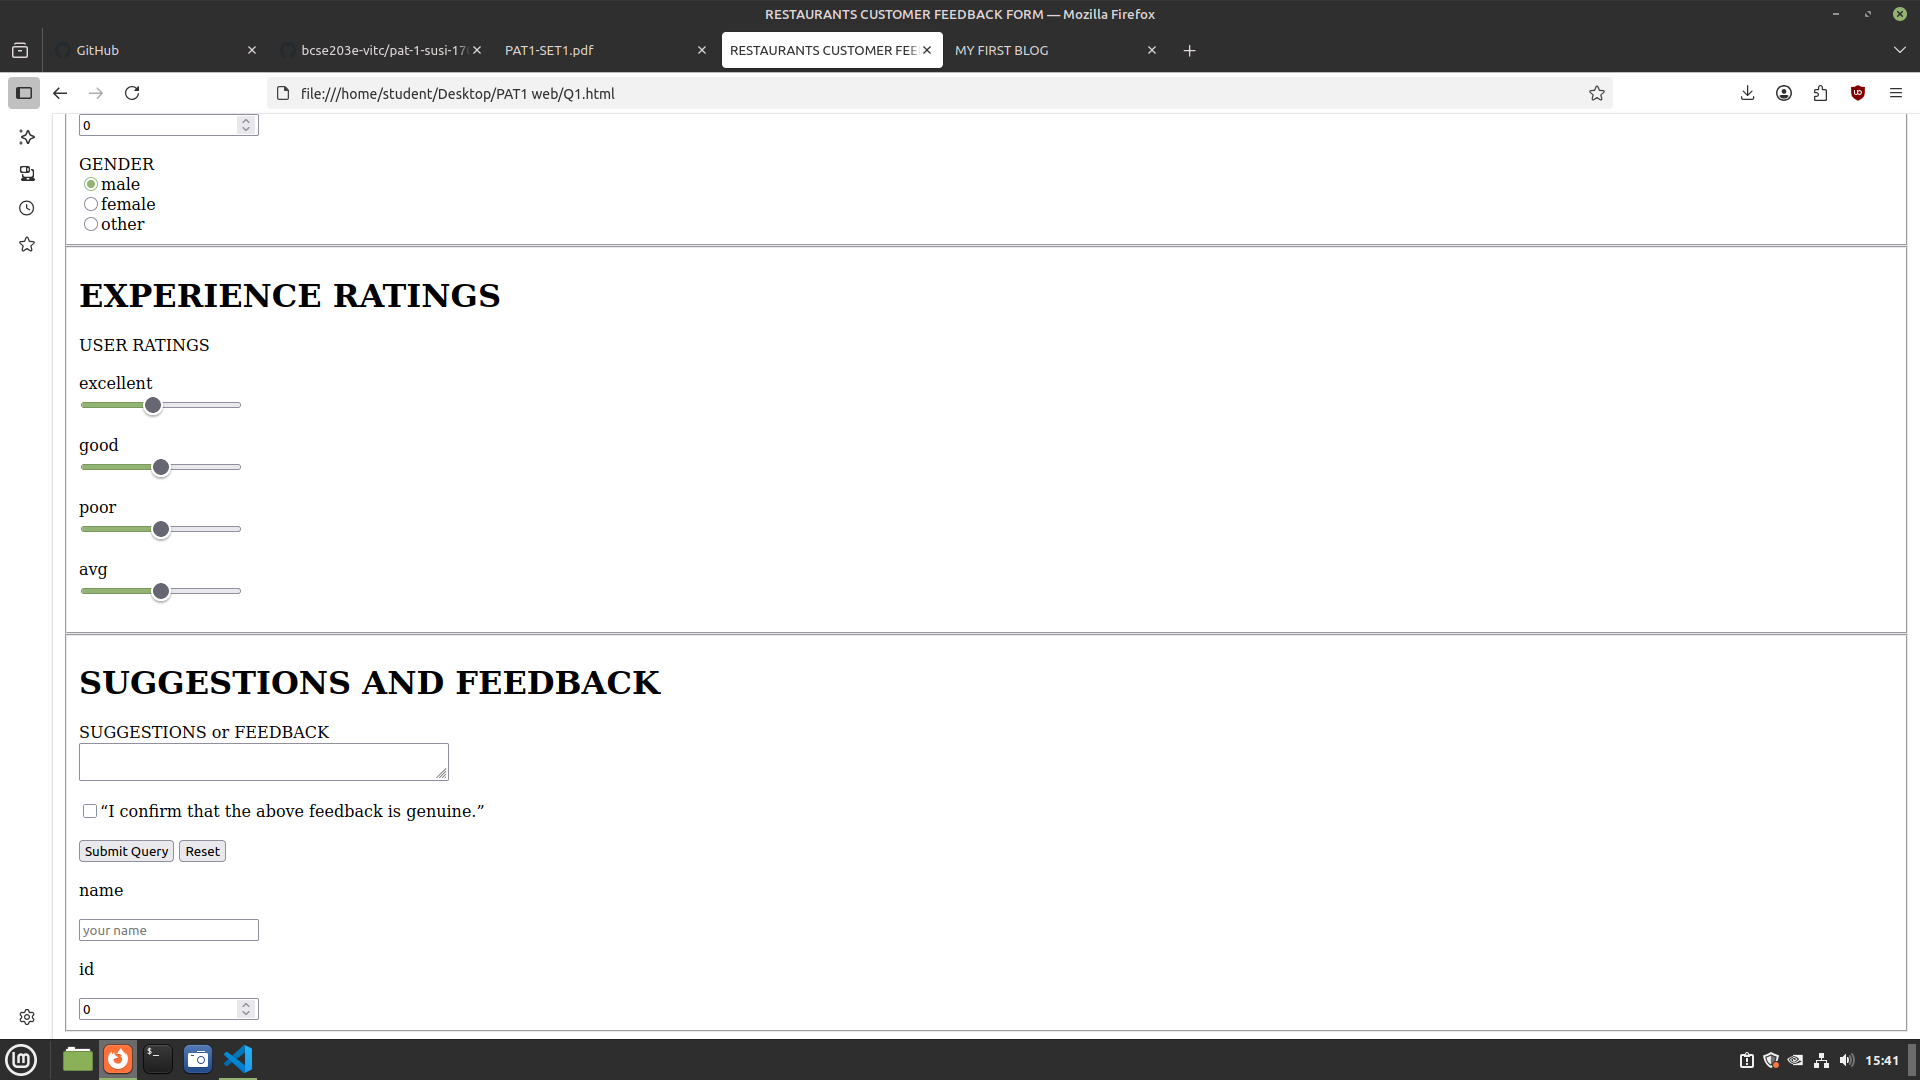 RESTAURANTS CUSTOMER FEEDBACK FORM — Mozilla Firefox
GitHub
bcse203e-vitc/pat-1-susi-170
PAT1-SET1.pdf
RESTAURANTS CUSTOMER FEE
MY FIRST BLOG
file:///home/student/Desktop/PAT1 web/Q1.html
0
GENDER
male
female
other
EXPERIENCE RATINGS
USER RATINGS
excellent
good
poor
avg
SUGGESTIONS AND FEEDBACK
SUGGESTIONS or FEEDBACK
“I confirm that the above feedback is genuine.”
Submit Query Reset
name
your name
id
0
15:41